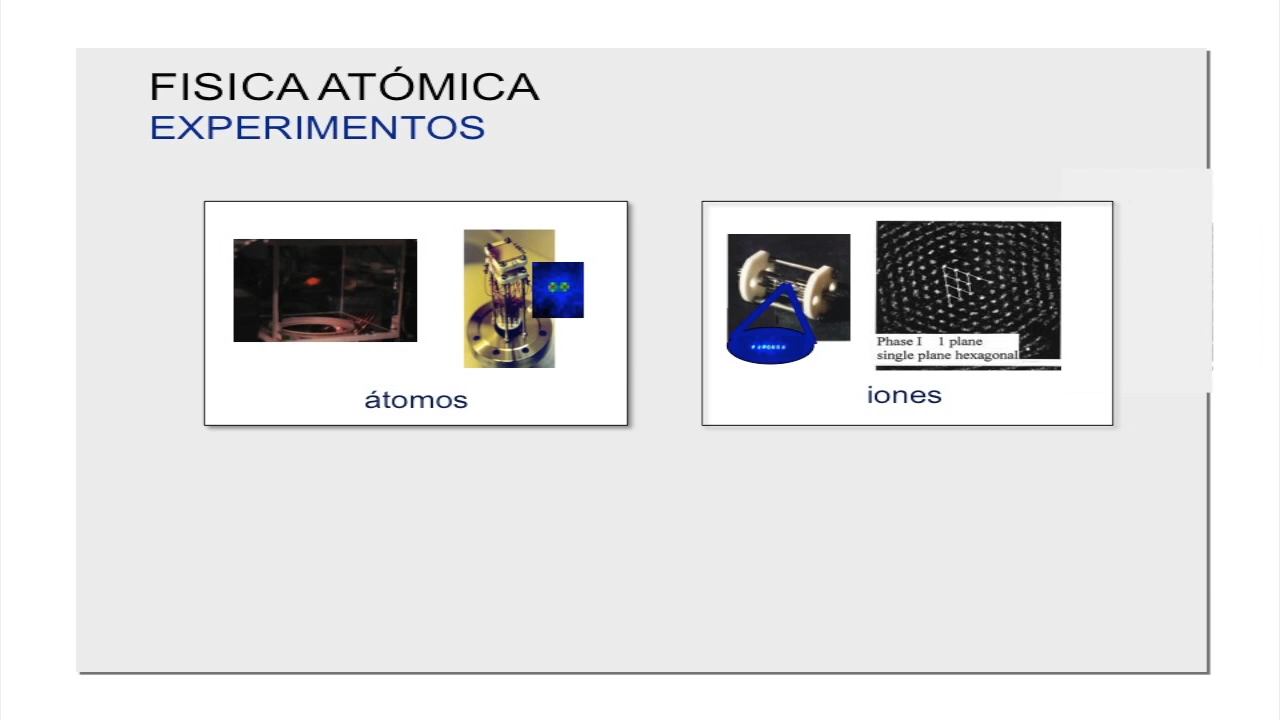 FISICA ATÓMICA
EXPERIMENTOS
átomos
Phase I 1 plane
single plane hexagonal
iones